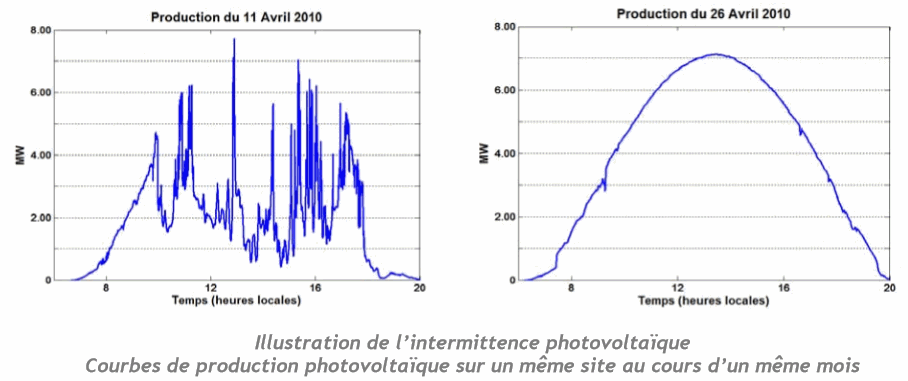 Production du 11 Avril 2010
8.00
6.00
4.00
2.00
0
MW
8
12
16
20
Temps (heures locales)
Production du 26 Avril 2010
8.00
6.00
4.00
2.00
0
MW
8
12
16
20
Temps (heures locales)
Illustration de l’intermittence photovoltaïque
Courbes de production photovoltaïque sur un même site au cours d’un même mois